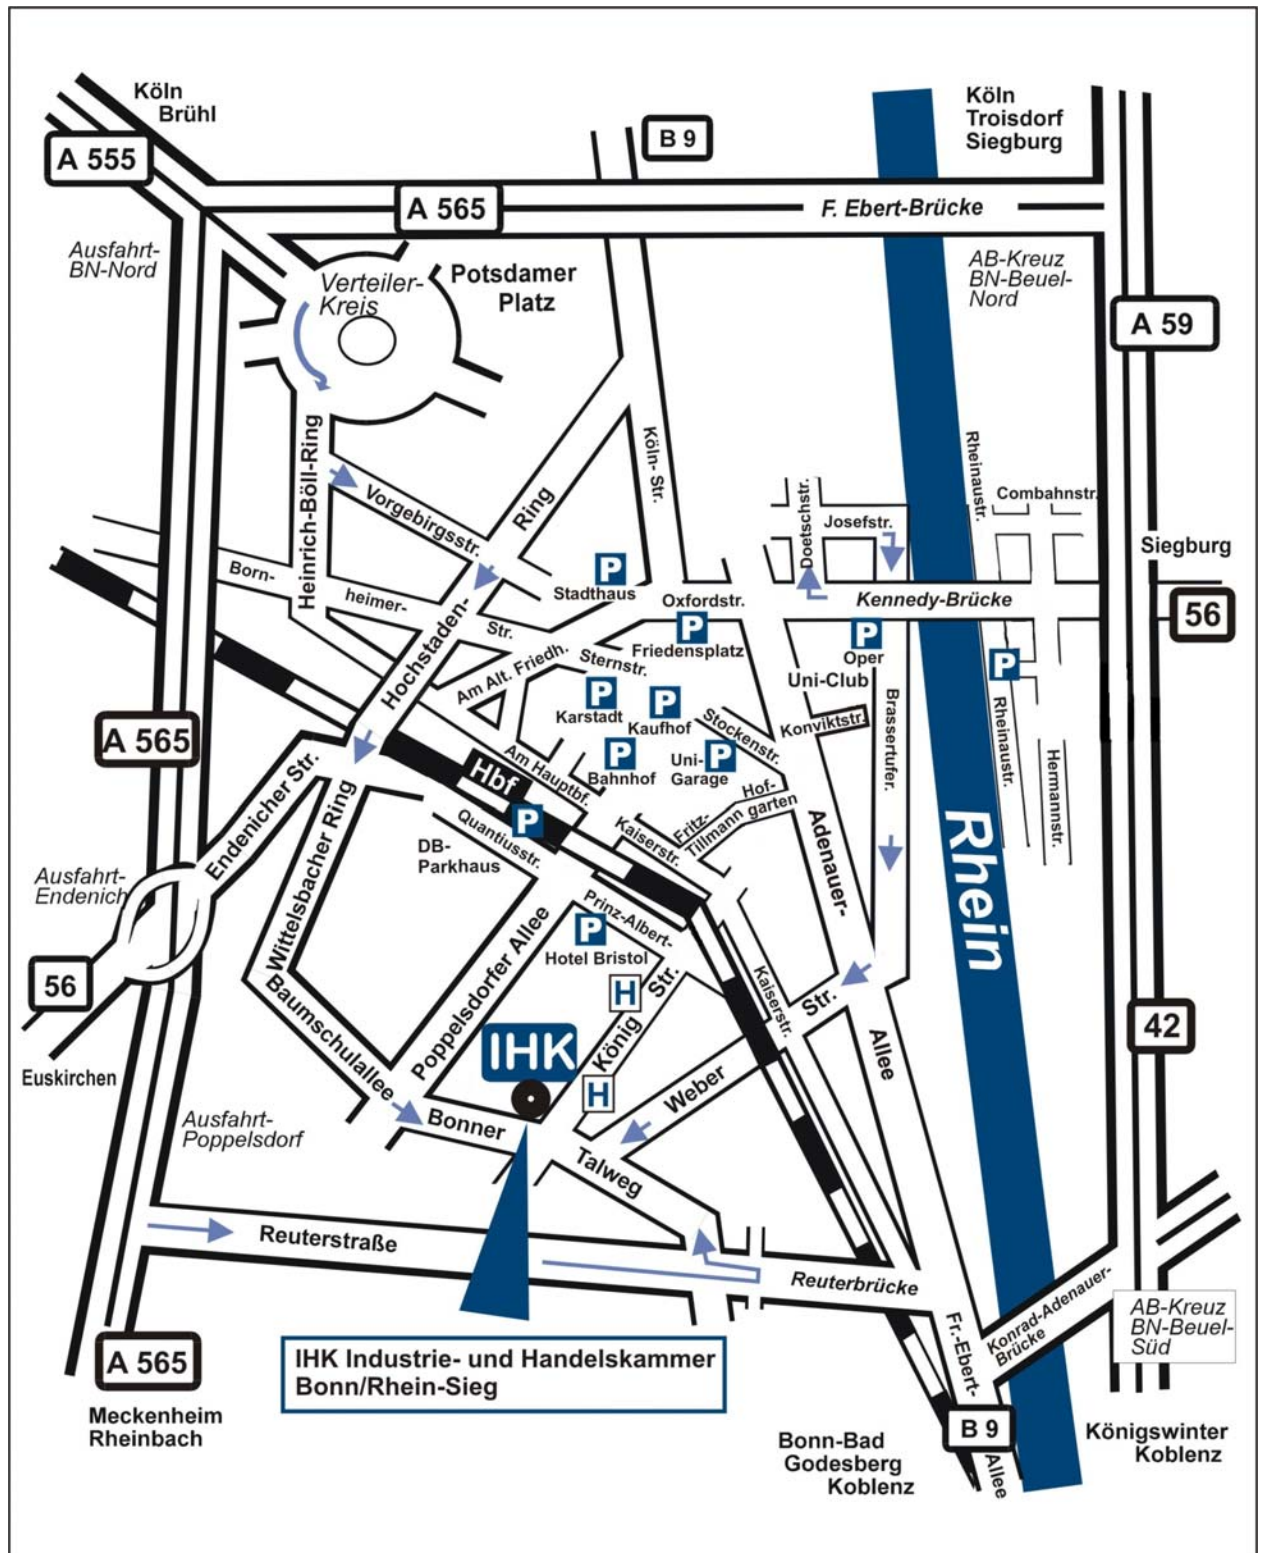 Köln
Brühl
A 555
B 9
Köln
Troisdorf
Siegburg
A 565
F. Ebert-Brücke
Ausfahrt-
BN-Nord
Verteiler-
Kreis
Potsdamer
Platz
AB-Kreuz
BN-Beuel-
Nord
A 59
Heinrich-Böll-Ring
Vorgebirgsstr.
Ring
Köln- Str.
Rheinaustr.
Combahnstr.
Doetschstr.
Josefstr.
Siegburg
Born-
heimer-
Str.
P
Stadthaus
Oxfordstr.
Kennedy-Brücke
56
P
Friedensplatz
P
Oper
P
Hochstaden-
Am Alt. Friedh.
Sternstr.
Uni-Club
P
Karstadt
P
Kaufhof
Stockenstr.
Konviktstr.
Brassertufer.
Rheinaustr.
Hermannstr.
A 565
Endenicher Str.
Hbf
Am Hauptbf.
P
Bahnhof
Uni-
Garage
P
Hof-
garten
Fritz-
Tillmann
Kaiserstr.
Adenauer-
Rhein
Wittelsbacher Ring
P
Quantiusstr.
DB-
Parkhaus
Ausfahrt-
Endenich
Prinz-Albert-
P
Hotel Bristol
Str.
56
Baumschulallee
Poppelsdorfer Allee
H
Kaiserstr.
Str.
42
IHK
König
Allee
Euskirchen
H
Weber
Ausfahrt-
Poppelsdorf
Bonner
Talweg
Reuterstraße
Reuterbrücke
Konrad-Adenauer-
Brücke
AB-Kreuz
BN-Beuel-
Süd
Fr.-Ebert-
A 565
IHK Industrie- und Handelskammer
Bonn/Rhein-Sieg
Meckenheim
Rheinbach
B 9
Allee
Bonn-Bad
Godesberg
Koblenz
Königswinter
Koblenz